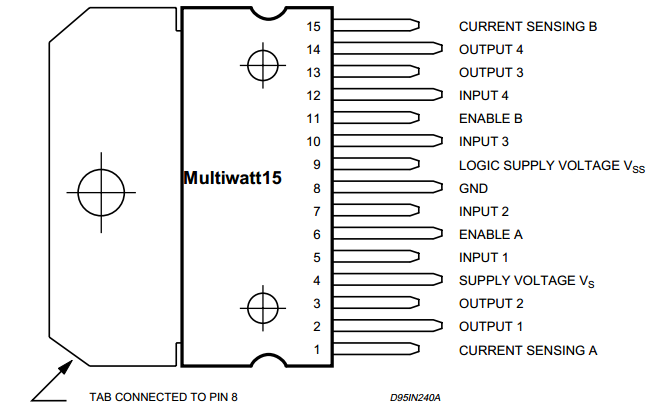 15 CURRENT SENSING B
14 OUTPUT 4
13 OUTPUT 3
12 INPUT 4
11 ENABLE B
10 INPUT 3
9 LOGIC SUPPLY VOLTAGE VSS
Multiwatt15
8 GND
7 INPUT 2
6 ENABLE A
5 INPUT 1
4 SUPPLY VOLTAGE VS
3 OUTPUT 2
2 OUTPUT 1
1 CURRENT SENSING A
TAB CONNECTED TO PIN 8
D95IN240A